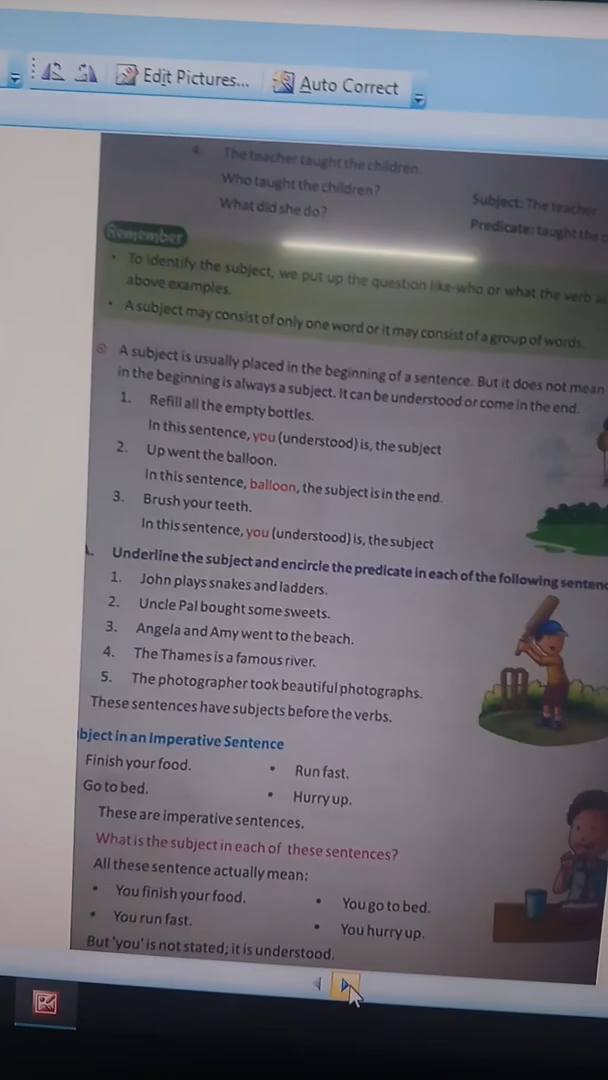 Edit Pictures...
Auto Correct
4. The teacher taught the children.
Who taught the children?
Subject: The teacher
What did she do?
Predicate: taught the
Remember
• To identify the subject, we put up the question like-who or what the verb
above examples.
• A subject may consist of only one word or it may consist of a group of words.
A subject is usually placed in the beginning of a sentence. But it does not mean
in the beginning is always a subject. It can be understood or come in the end.
1. Refill all the empty bottles.
In this sentence, you (understood) is, the subject
2. Up went the balloon.
In this sentence, balloon, the subject is in the end.
3. Brush your teeth.
In this sentence, you (understood) is, the subject
Underline the subject and encircle the predicate in each of the following
1. John plays snakes and ladders.
2. Uncle Pal bought some sweets.
3. Angela and Amy went to the beach.
4. The Thames is a famous river.
5. The photographer took beautiful photographs.
These sentences have subjects before the verbs.
in an Imperative Sentence
Finish your food. • Run fast.
Go to bed. • Hurry up.
These are imperative sentences.
What is the subject in each of these sentences?
All these sentence actually mean:
• You finish your food. • You go to bed.
• You run fast. • You hurry up.
But 'you' is not stated; it is understood.